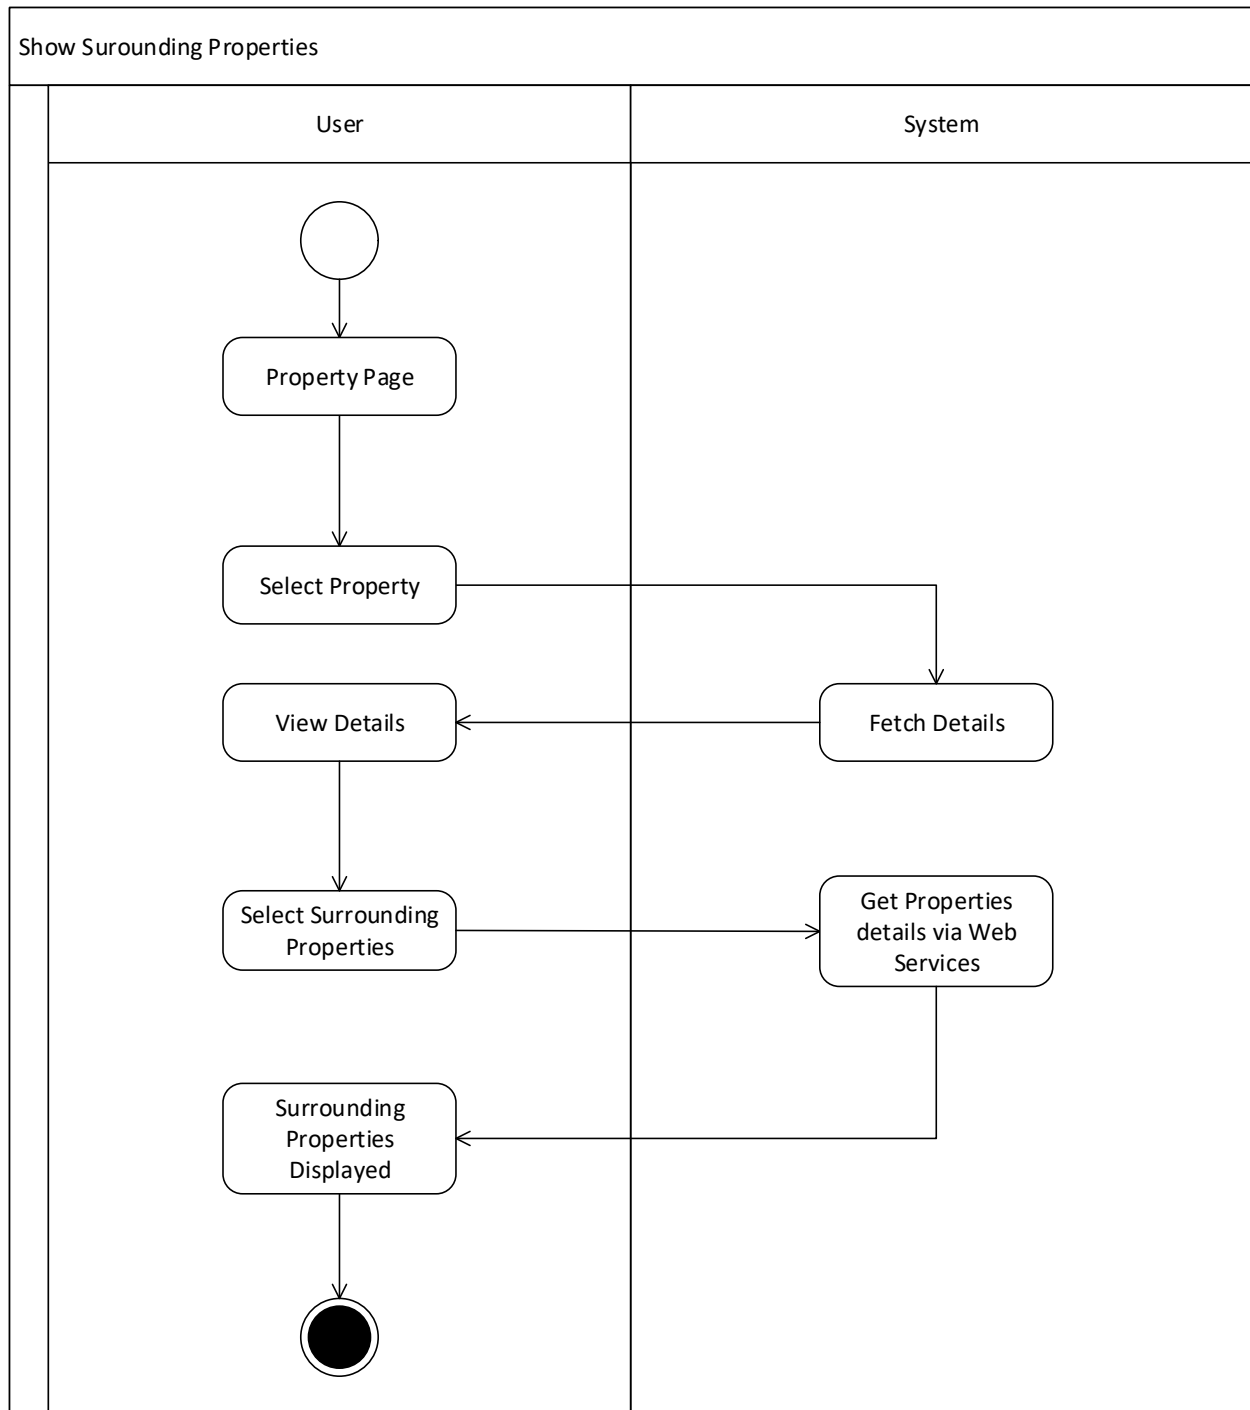 Show Surounding Properties
User
System
Property Page
Select Property
View Details
Fetch Details
Select Surrounding
Properties
Get Properties
details via Web
Services
Surrounding
Properties
Displayed